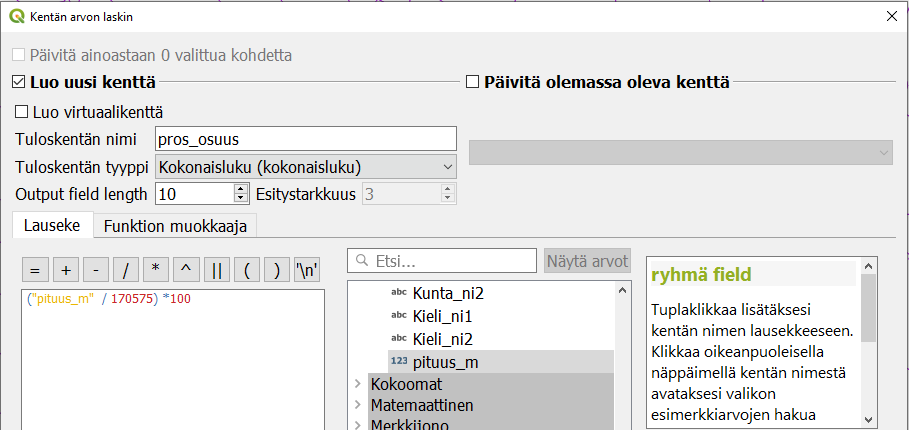 Kentän arvon laskin
Päivitä ainoastaan 0 valittua kohdetta
Luo uusi kenttä
Päivitä olemassa oleva kenttä
Luo virtuaalikenttä
Tuloskentän nimi pros_osuus
Tuloskentän tyyppi Kokonaisluku (kokonaisluku)
Output field length 10 Esitystarkkuus 3
Lauseke Funktion muokkaaja
= + - / * ^ || ( ) '\n'
("pituus_m" / 170575) *100
Etsi... Näytä arvot
abc Kunta_ni2
abc Kieli_ni1
abc Kieli_ni2
123 pituus_m
Kokoomat
Matemaattinen
Merkkijono
ryhmä field
Tuplaklikkaa lisätäksesi
kentän nimen lausekkeeseen.
Klikkaa oikeanpuoleisella
näppäimellä kentän nimestä
avataksesi valikon
esimerkkiarvojen hakua